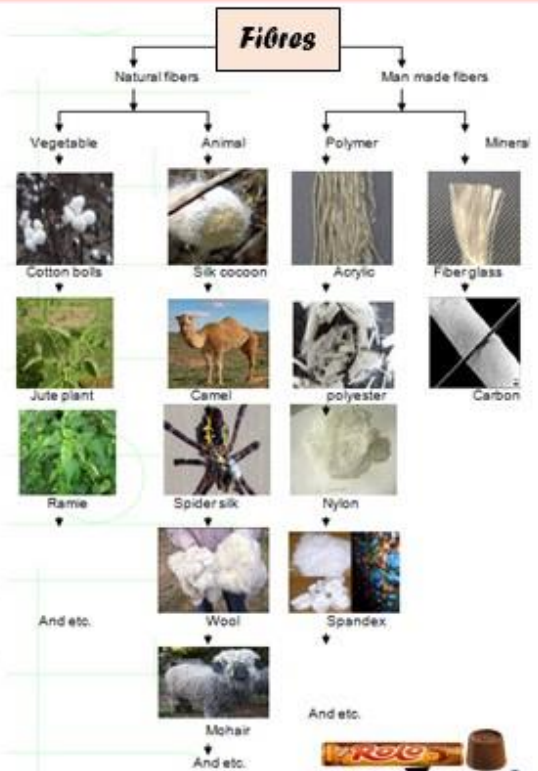 Fibres
Natural fibers
Man made fibers
Vegetable
Animal
Polymer
Mineral
Cotton bolls
Silk cocoon
Acrylic
Fiber glass
Jute plant
Camel
polyester
Carbon
Ramie
Spider silk
Nylon
And etc.
Wool
Spandex
Mohair
And etc.
And etc.
ROLO